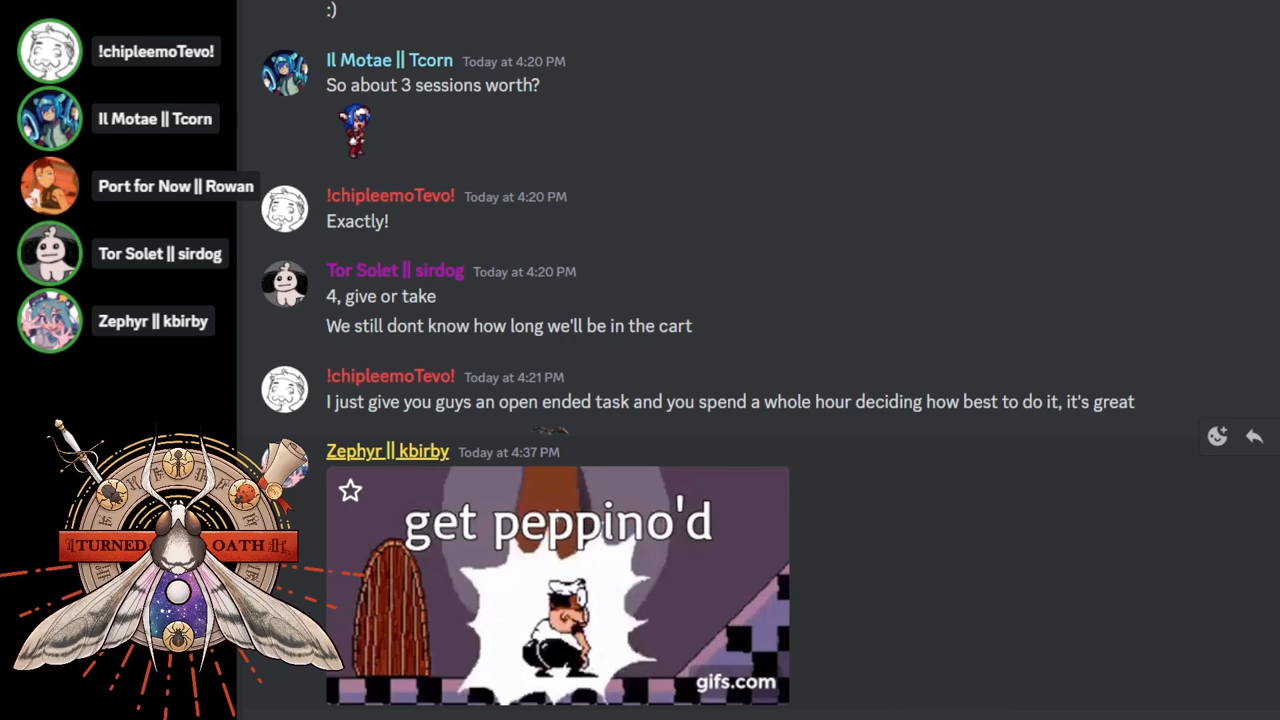 !chipleemoTevo!
Il Motae || Tcorn
Port for Now || Rowan
Tor Solet || sirdog
Zephyr || kbirby
:)
Il Motae || Tcorn Today at 4:20 PM
So about 3 sessions worth?
!chipleemoTevo! Today at 4:20 PM
Exactly!
Tor Solet || sirdog Today at 4:20 PM
4, give or take
We still dont know how long we'll be in the cart
!chipleemoTevo! Today at 4:21 PM
I just give you guys an open ended task and you spend a whole hour deciding how best to do it, it's great
Zephyr || kbirby Today at 4:37 PM
get peppino'd
gifs.com
TURNED OATH